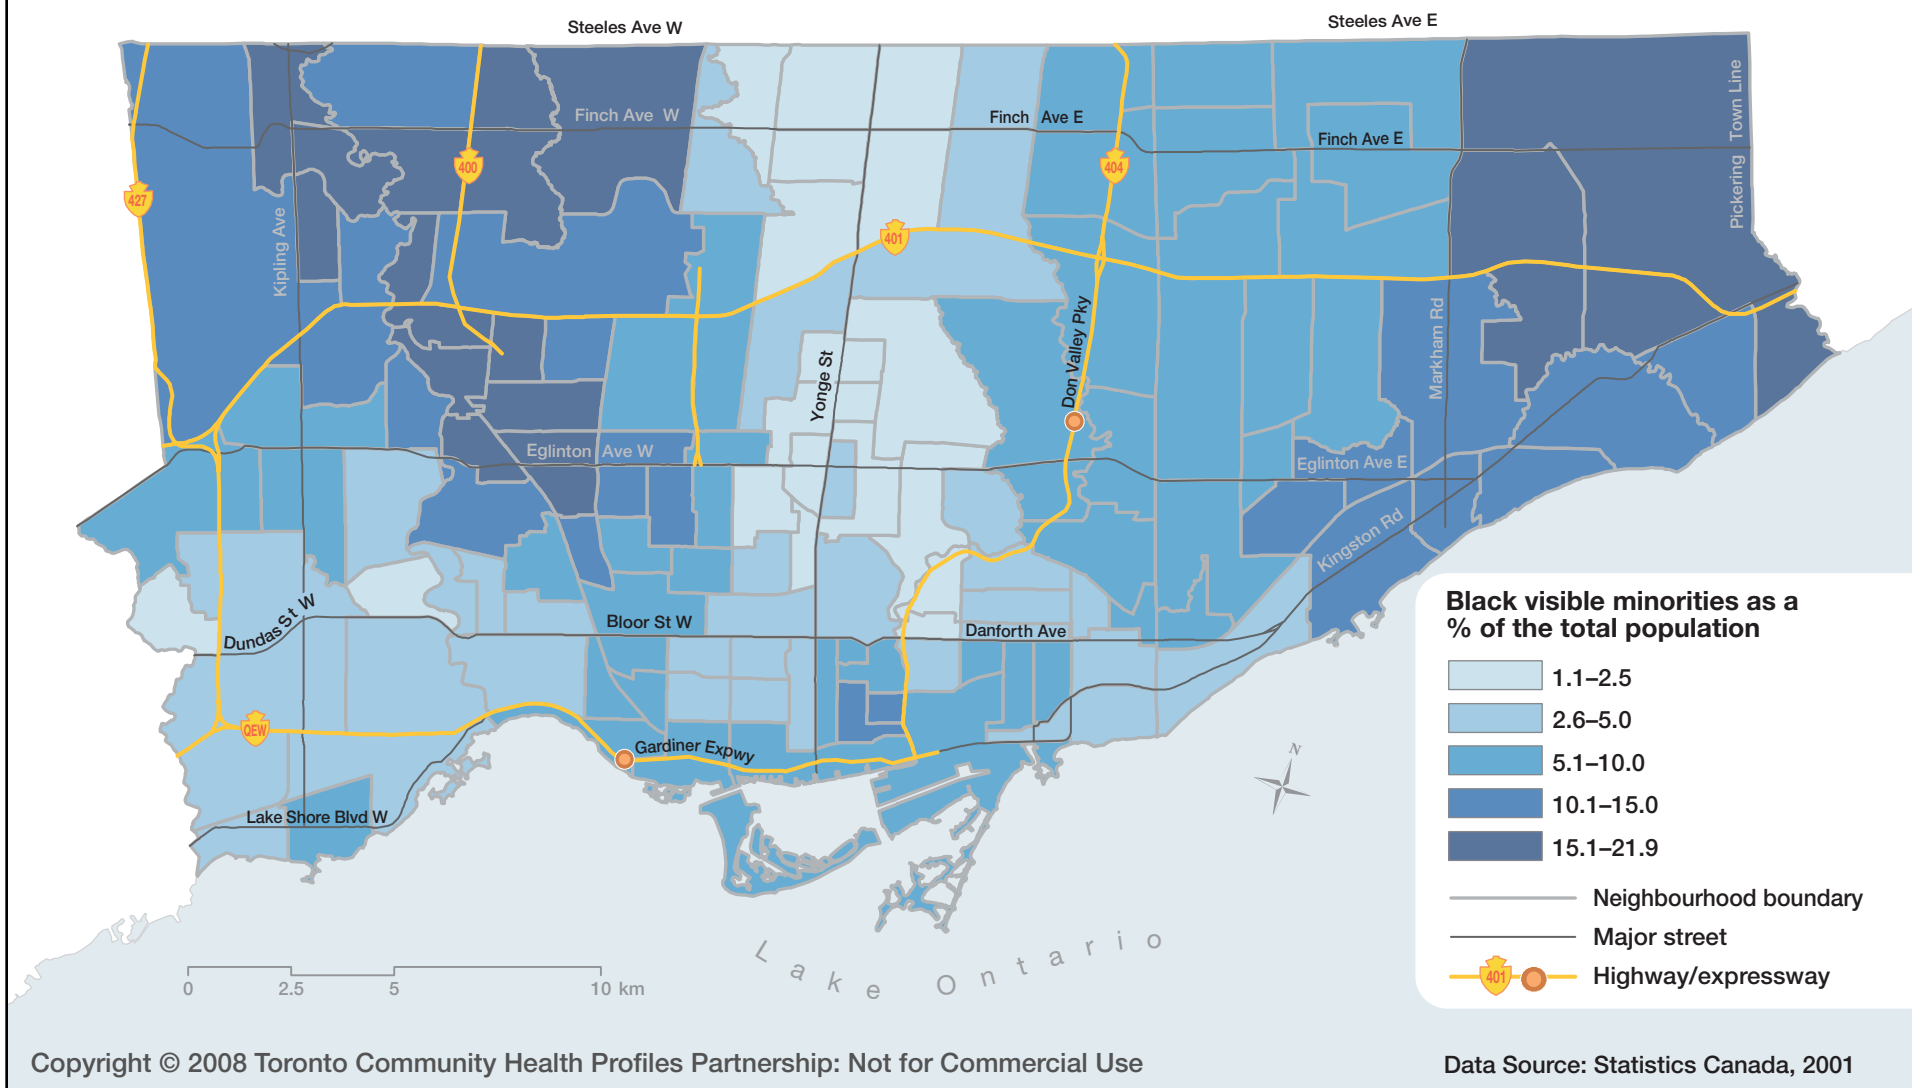 Steeles Ave W
Steeles Ave E
Finch Ave W
Finch Ave E
Finch Ave E
Pickering Town Line
427
400
404
401
Kipling Ave
Yonge St
Don Valley Pky
Markham Rd
Eglinton Ave W
Eglinton Ave E
Kingston Rd
Dundas St W
Bloor St W
Danforth Ave
QEW
Gardiner Expwy
Lake Shore Blvd W
N
Lake Ontario
0 2.5 5 10 km
Black visible minorities as a
% of the total population
1.1–2.5
2.6–5.0
5.1–10.0
10.1–15.0
15.1–21.9
Neighbourhood boundary
Major street
401 Highway/expressway
Copyright © 2008 Toronto Community Health Profiles Partnership: Not for Commercial Use
Data Source: Statistics Canada, 2001